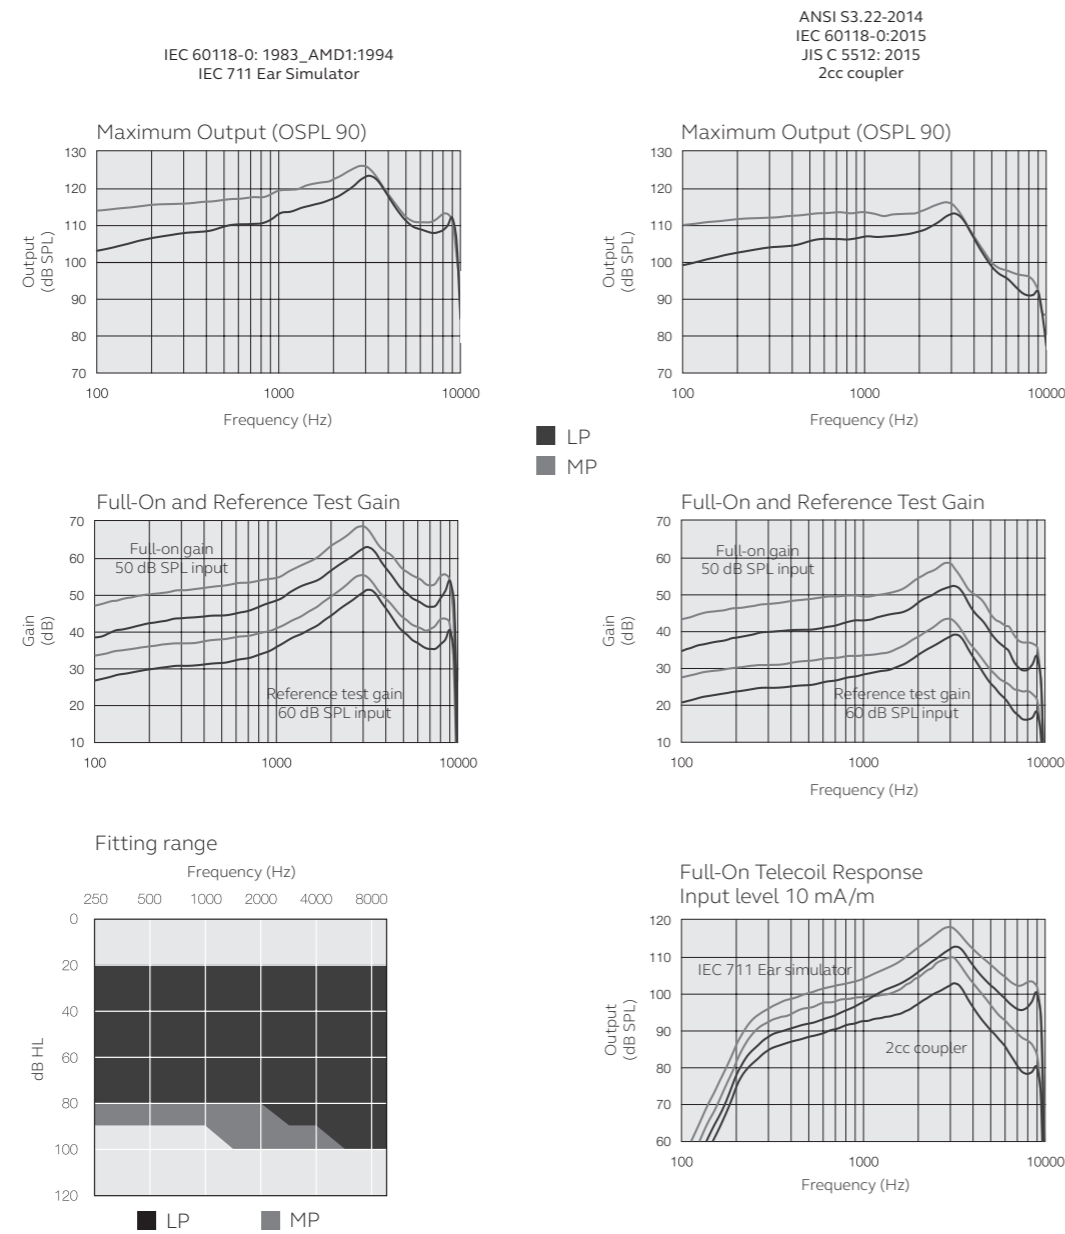 IEC 60118-0: 1983_AMD1:1994
IEC 711 Ear Simulator
ANSI S3.22-2014
IEC 60118-0:2015
JIS C 5512: 2015
2cc coupler
Maximum Output (OSPL 90)
130
120
110
100
90
80
70
Output
(dB SPL)
100 1000 10000
Frequency (Hz)
Maximum Output (OSPL 90)
130
120
110
100
90
80
70
Output
(dB SPL)
100 1000 10000
Frequency (Hz)
LP
MP
Full-On and Reference Test Gain
70
60
50
40
30
20
10
Gain
(dB)
Full-on gain
50 dB SPL input
Reference test gain
60 dB SPL input
100 1000 10000
Full-On and Reference Test Gain
70
60
50
40
30
20
10
Gain
(dB)
Full-on gain
50 dB SPL input
Reference test gain
60 dB SPL input
100 1000 10000
Frequency (Hz)
Fitting range
Frequency (Hz)
250 500 1000 2000 4000 8000
0
20
40
60
80
100
120
dB HL
LP MP
Full-On Telecoil Response
Input level 10 mA/m
120
110
100
90
80
70
60
Output
(dB SPL)
IEC 711 Ear simulator
2cc coupler
100 1000 10000
Frequency (Hz)